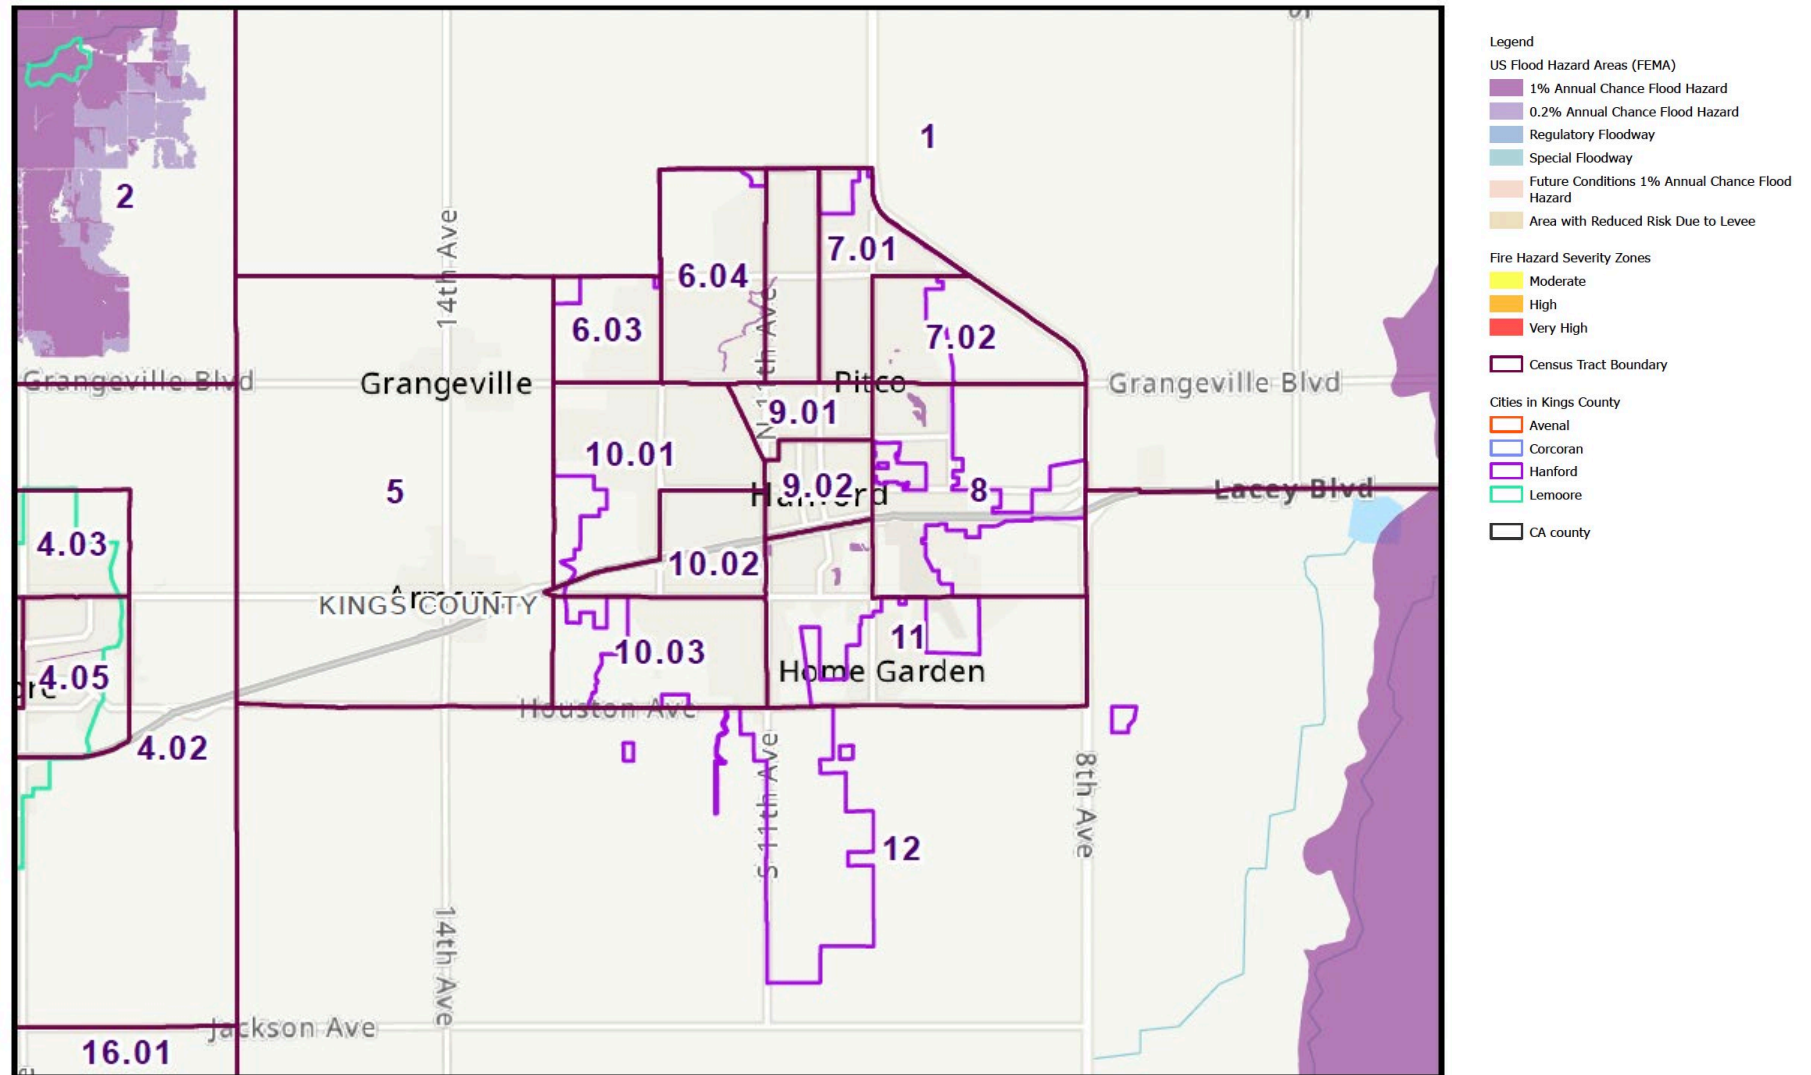 1
2
14th Ave
7.01
6.04
N 11th Ave
6.03
7.02
Grangeville Blvd
Grangeville
Pitco
Grangeville Blvd
9.01
10.01
5
9.02
Hanford
8
Lacey Blvd
4.03
10.02
Armona
KINGS COUNTY
11
10.03
4.05
Home Garden
Houston Ave
4.02
S 11th Ave
8th Ave
12
14th Ave
Jackson Ave
16.01
Legend
US Flood Hazard Areas (FEMA)
1% Annual Chance Flood Hazard
0.2% Annual Chance Flood Hazard
Regulatory Floodway
Special Floodway
Future Conditions 1% Annual Chance Flood
Hazard
Area with Reduced Risk Due to Levee
Fire Hazard Severity Zones
Moderate
High
Very High
Census Tract Boundary
Cities in Kings County
Avenal
Corcoran
Hanford
Lemoore
CA county